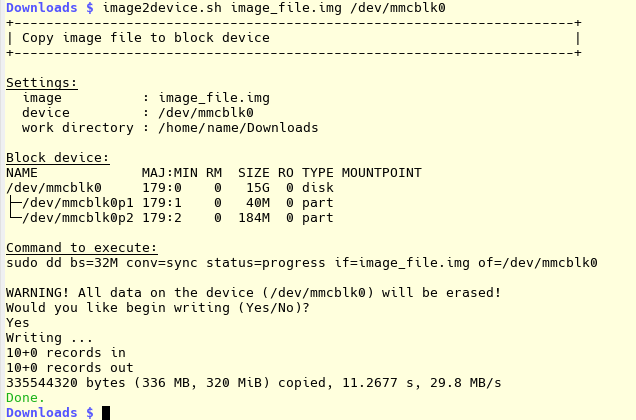 Downloads $ image2device.sh image_file.img /dev/mmcblk0
+----------------------------------------------------------------------+
| Copy image file to block device                                      |
+----------------------------------------------------------------------+
Settings:
  image          : image_file.img
  device         : /dev/mmcblk0
  work directory : /home/name/Downloads
Block device:
NAME             MAJ:MIN RM  SIZE RO TYPE MOUNTPOINT
/dev/mmcblk0     179:0    0   15G  0 disk
├─/dev/mmcblk0p1 179:1    0   40M  0 part
└─/dev/mmcblk0p2 179:2    0  184M  0 part
Command to execute:
sudo dd bs=32M conv=sync status=progress if=image_file.img of=/dev/mmcblk0
WARNING! All data on the device (/dev/mmcblk0) will be erased!
Would you like begin writing (Yes/No)?
Yes
Writing ...
10+0 records in
10+0 records out
335544320 bytes (336 MB, 320 MiB) copied, 11.2677 s, 29.8 MB/s
Done.
Downloads $